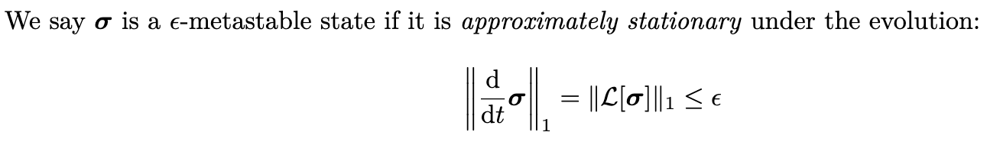 We say σ is a ϵ-metastable state if it is approximately stationary under the evolution:
‖d/dt σ‖₁ = ‖ℒ[σ]‖₁ ≤ ϵ